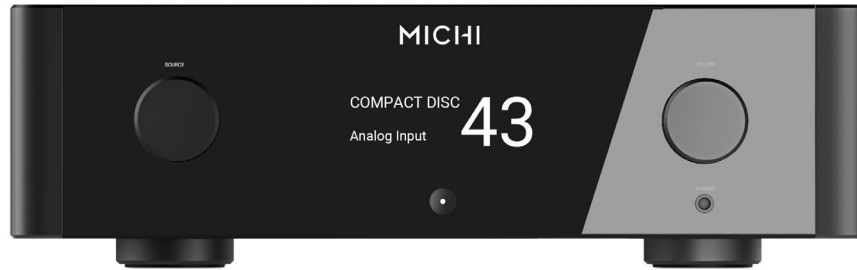 MICHI
SOURCE
VOLUME
COMPACT DISC
43
Analog Input
PHONES